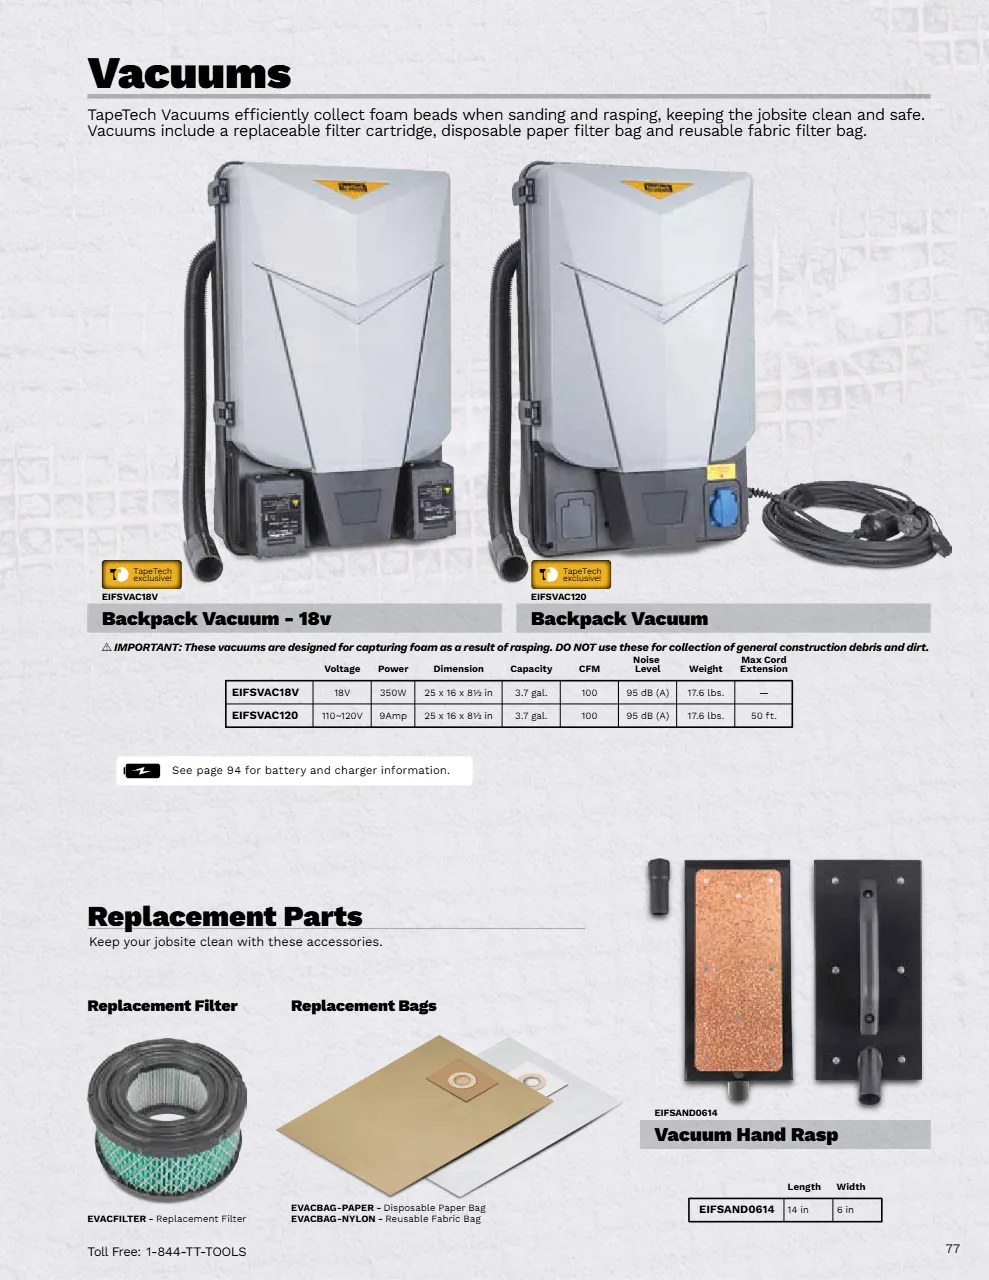 Vacuums
TapeTech Vacuums efficiently collect foam beads when sanding and rasping, keeping the jobsite clean and safe.
Vacuums include a replaceable filter cartridge, disposable paper filter bag and reusable fabric filter bag.
TapeTech
TapeTech
TapeTech
exclusive!
EIFSVAC18V
Backpack Vacuum - 18v
TapeTech
exclusive!
EIFSVAC120
Backpack Vacuum
⚠ IMPORTANT: These vacuums are designed for capturing foam as a result of rasping. DO NOT use these for collection of general construction debris and dirt.
Voltage Power Dimension Capacity CFM Noise Level Weight Max Cord Extension
EIFSVAC18V 18V 350W 25 x 16 x 8½ in 3.7 gal. 100 95 dB (A) 17.6 lbs. —
EIFSVAC120 110~120V 9Amp 25 x 16 x 8½ in 3.7 gal. 100 95 dB (A) 17.6 lbs. 50 ft.
See page 94 for battery and charger information.
Replacement Parts
Keep your jobsite clean with these accessories.
Replacement Filter
EVACFILTER - Replacement Filter
Replacement Bags
EVACBAG-PAPER - Disposable Paper Bag
EVACBAG-NYLON - Reusable Fabric Bag
EIFSAND0614
Vacuum Hand Rasp
Length Width
EIFSAND0614 14 in 6 in
Toll Free: 1-844-TT-TOOLS
77